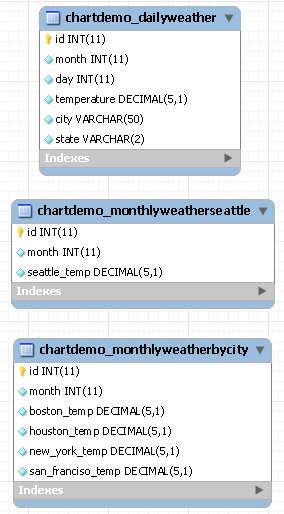 chartdemo_dailyweather
id INT(11)
month INT(11)
day INT(11)
temperature DECIMAL(5,1)
city VARCHAR(50)
state VARCHAR(2)
Indexes
chartdemo_monthlyweatherseattle
id INT(11)
month INT(11)
seattle_temp DECIMAL(5,1)
Indexes
chartdemo_monthlyweatherbycity
id INT(11)
month INT(11)
boston_temp DECIMAL(5,1)
houston_temp DECIMAL(5,1)
new_york_temp DECIMAL(5,1)
san_franciso_temp DECIMAL(5,1)
Indexes